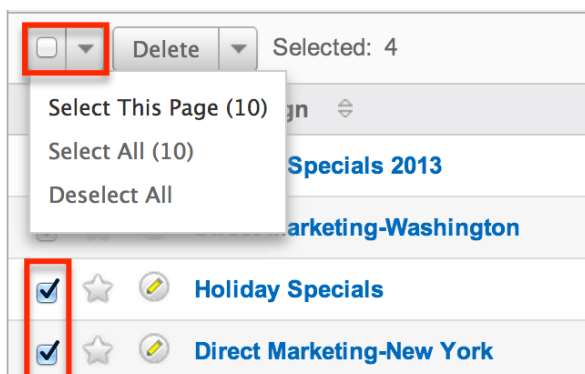 Delete Selected: 4
Select This Page (10)
gn
Select All (10)
Specials 2013
Deselect All
arketing-Washington
Holiday Specials
Direct Marketing-New York